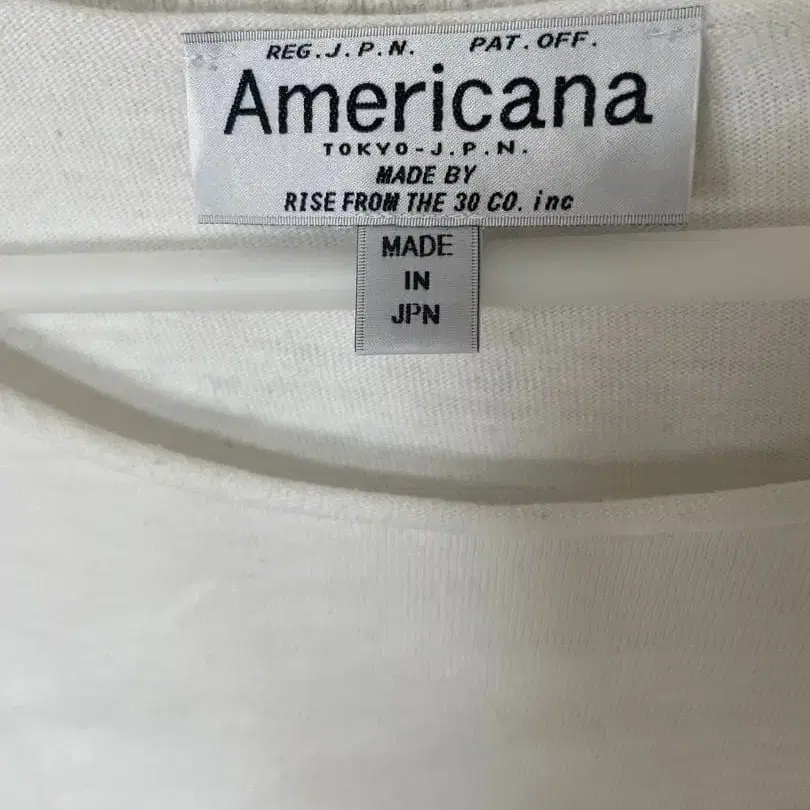 REG.J.P.N. PAT.OFF.
Americana
TOKYO-J.P.N.
MADE BY
RISE FROM THE 30 CO. inc
MADE
IN
JPN